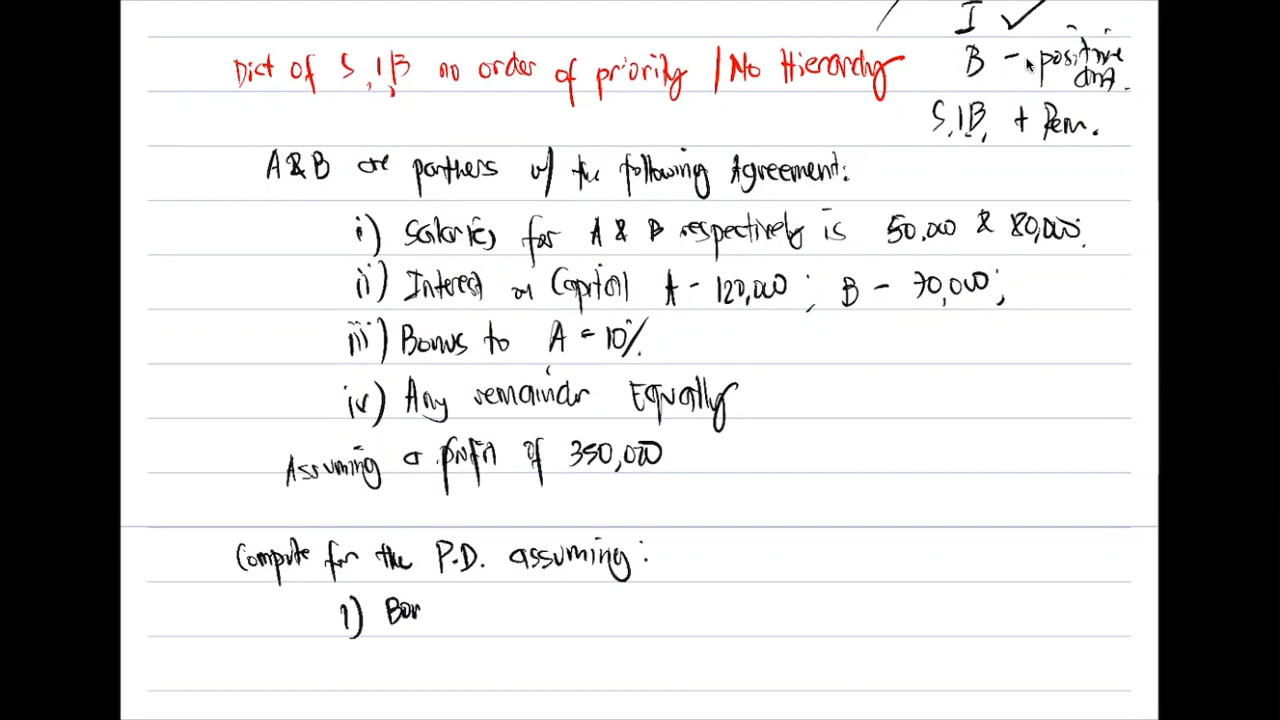 I ✓
B - positive amt.
S, I, B, + Rem.
Dist of S, I, B no order of priority / No Hierarchy
A & B are partners w/ the following Agreement:
i) Salaries for A & B respectively is 50,000 & 80,000.
ii) Interest on Capital A - 120,000; B - 70,000;
iii) Bonus to A = 10%
iv) Any remainder Equally
Assuming a profit of 350,000
Compute for the P.D. assuming:
1) Bon